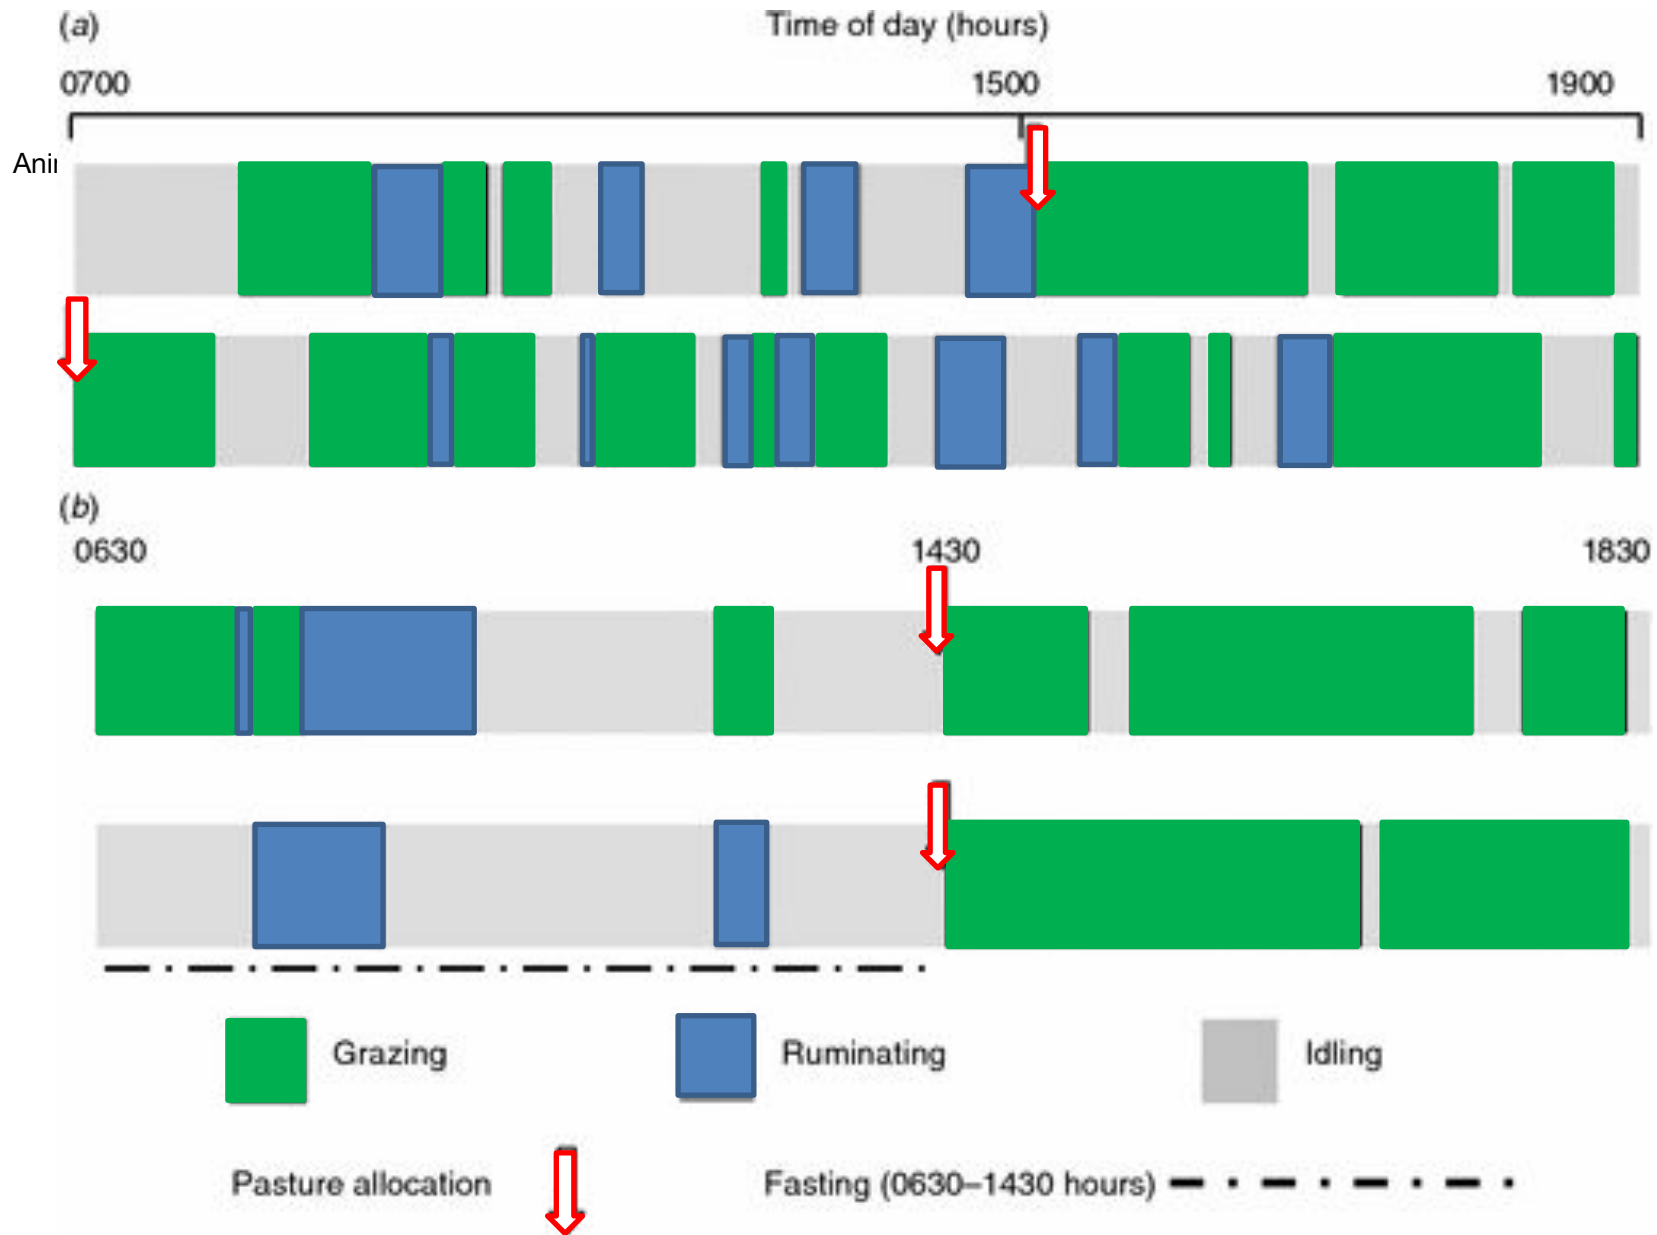 (a)
Time of day (hours)
0700 1500 1900
Ani
(b)
0630 1430 1830
Grazing Ruminating Idling
Pasture allocation Fasting (0630–1430 hours)